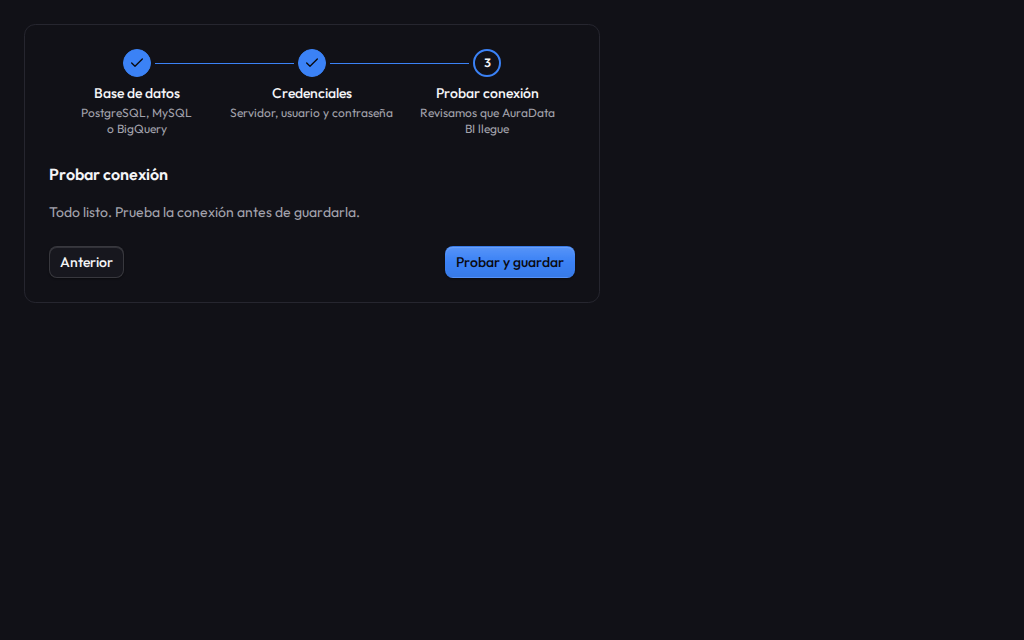 3
Base de datos
PostgreSQL, MySQL
o BigQuery
Credenciales
Servidor, usuario y contraseña
Probar conexión
Revisamos que AuraData
BI llegue
Probar conexión
Todo listo. Prueba la conexión antes de guardarla.
Anterior
Probar y guardar